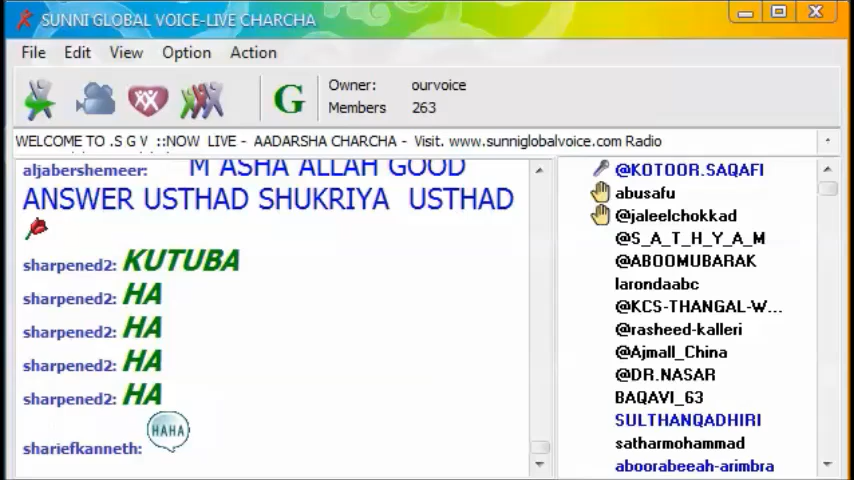 SUNNI GLOBAL VOICE-LIVE CHARCHA
File Edit View Option Action
G
Owner: ourvoice
Members 263
WELCOME TO .S G V ::NOW LIVE - AADARSHA CHARCHA - Visit. www.sunniglobalvoice.com Radio
aljabershemeer: M ASHA ALLAH GOOD
ANSWER USTHAD SHUKRIYA USTHAD
sharpened2: KUTUBA
sharpened2: HA
sharpened2: HA
sharpened2: HA
sharpened2: HA
shariefkanneth: HAHA
@KOTOOR.SAQAFI
abusafu
@jaleelchokkad
@S_A_T_H_Y_A_M
@ABOOMUBARAK
larondaabc
@KCS-THANGAL-W...
@rasheed-kalleri
@Ajmall_China
@DR.NASAR
BAQAVI_63
SULTHANQADHIRI
satharmohammad
aboorabeeah-arimbra